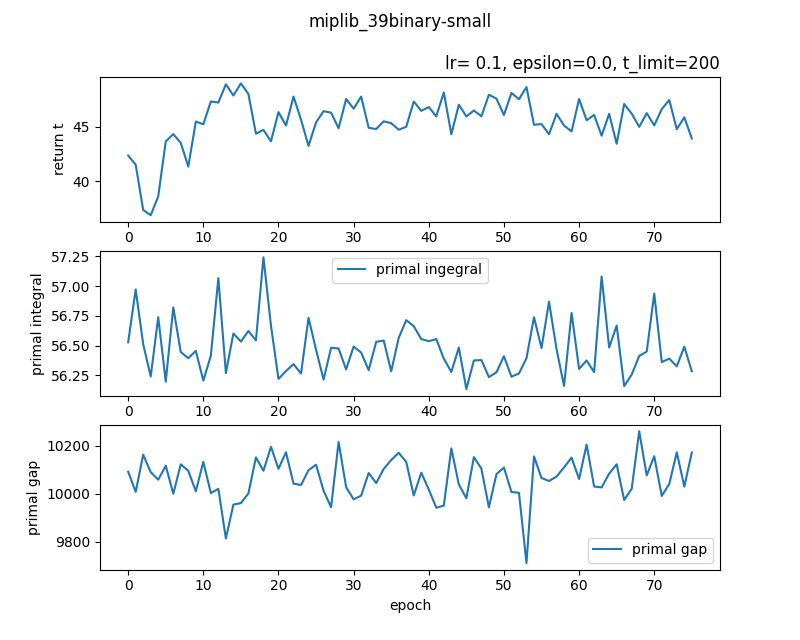 miplib_39binary-small
lr= 0.1, epsilon=0.0, t_limit=200
return t
45
40
0 10 20 30 40 50 60 70
primal integral
57.25
57.00
56.75
56.50
56.25
primal ingegral
0 10 20 30 40 50 60 70
primal gap
10200
10000
9800
primal gap
0 10 20 30 40 50 60 70
epoch